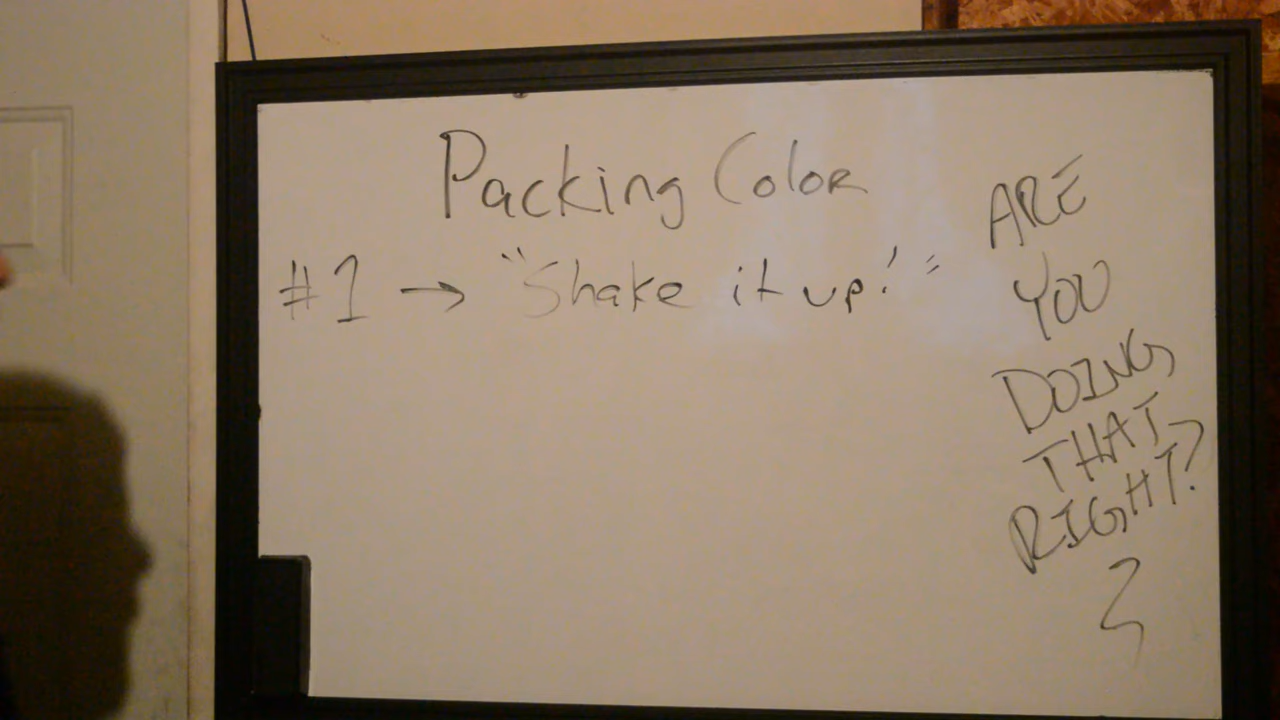 Packing Color
#1 → "Shake it up!"
ARE
YOU
DOING
THAT
RIGHT?